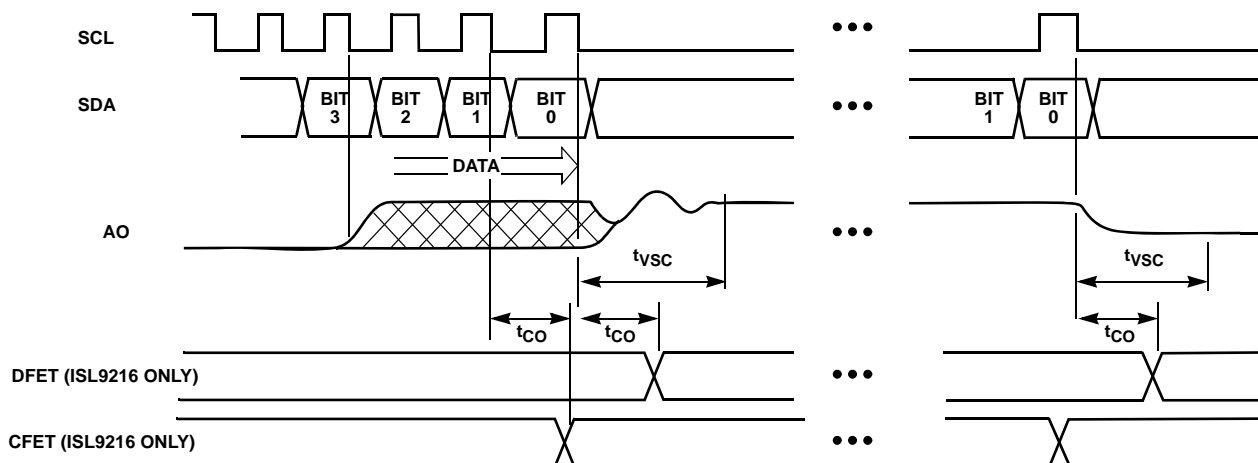 SCL
•••
SDA
BIT 3
BIT 2
BIT 1
BIT 0
•••
BIT 1
BIT 0
DATA
AO
•••
tVSC
tVSC
tCO
tCO
tCO
DFET (ISL9216 ONLY)
•••
CFET (ISL9216 ONLY)
•••